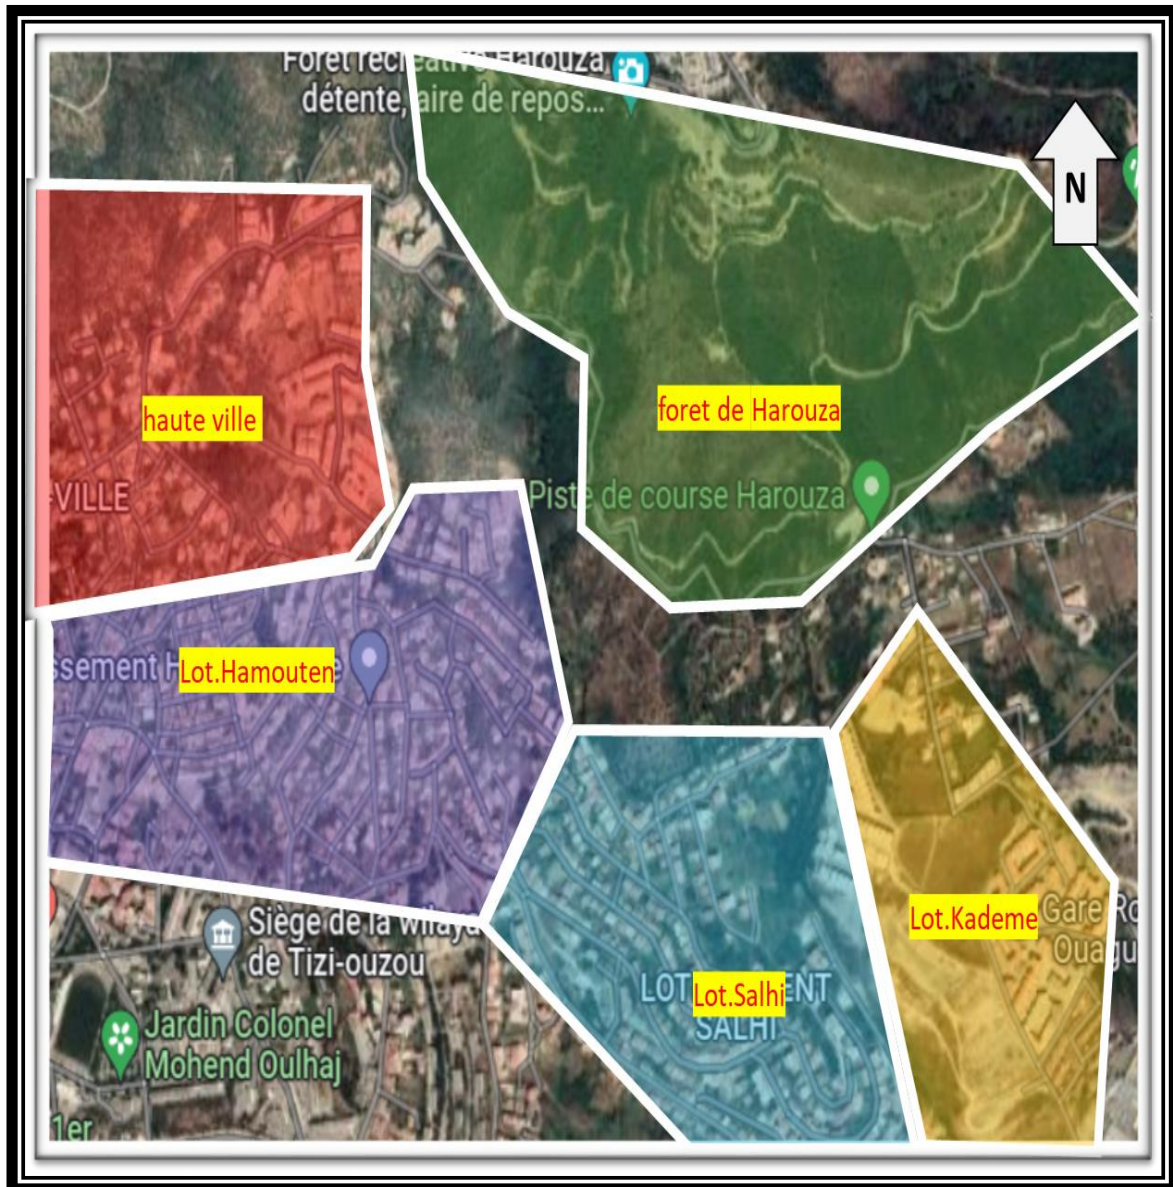 Foret recreative Harouza
détente, aire de repos...
N
haute ville
foret de Harouza
-VILLE
Piste de course Harouza
ssement H
Lot.Hamouten
Lot.Kademe
Gare Ro
Ouagu
Siège de la wilaya
de Tizi-ouzou
Lot.Salhi
LOT ENT
SALHI
Jardin Colonel
Mohend Oulhaj
1er